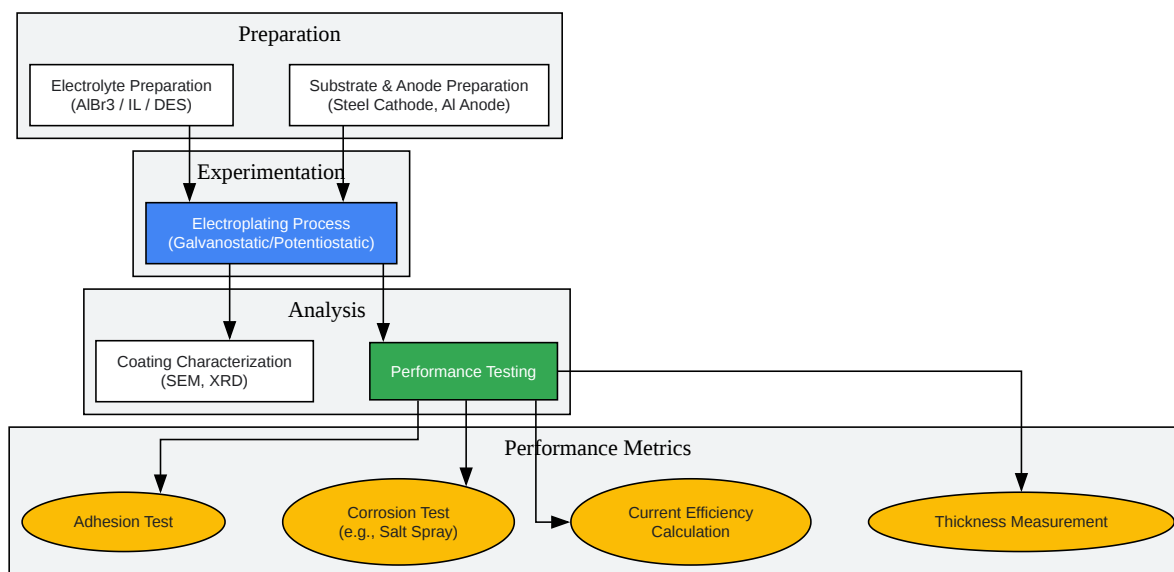 Preparation
Electrolyte Preparation
(AlBr3 / IL / DES)
Substrate & Anode Preparation
(Steel Cathode, Al Anode)
Experimentation
Electroplating Process
(Galvanostatic/Potentiostatic)
Analysis
Coating Characterization
(SEM, XRD)
Performance Testing
Performance Metrics
Adhesion Test
Corrosion Test
(e.g., Salt Spray)
Current Efficiency
Calculation
Thickness Measurement